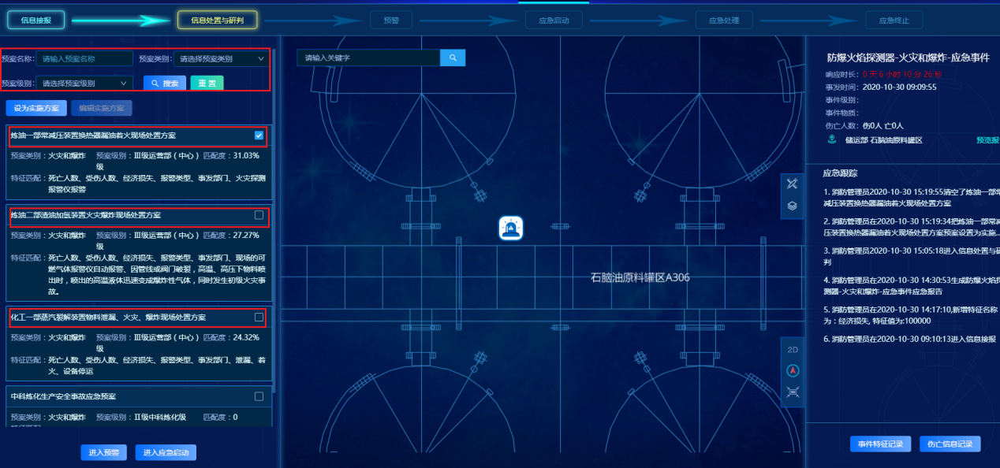 信息接报
信息处置与研判
预警
应急启动
应急处理
应急终止
预案名称:
请输入预案名称
预案类别:
请选择预案类别
预案级别:
请选择预案级别
搜索
重 置
设为实施方案
编辑实施方案
炼油一部常减压装置换热器漏油着火现场处置方案
预案类别：火灾和爆炸 预案级别：III级运营部（中心）匹配度：31.03%
级
特征匹配：死亡人数、受伤人数、经济损失、报警类型、事发部门、火灾探测
报警仪报警
炼油二部渣油加氢装置火灾爆炸现场处置方案
预案类别：火灾和爆炸 预案级别：III级运营部（中心）匹配度：27.27%
级
特征匹配：死亡人数、受伤人数、经济损失、报警类型、事发部门、现场的可
燃气体报警仪自动报警、因管线或阀门破裂，高温、高压下物料喷
出时，喷出的高温液体迅速变成爆炸性气体，同时发生初级火灾事
故。
化工一部蒸汽裂解装置物料泄漏、火灾、爆炸现场处置方案
预案类别：火灾和爆炸 预案级别：III级运营部（中心）匹配度：24.32%
级
特征匹配：死亡人数、受伤人数、经济损失、报警类型、事发部门、泄漏、着
火、设备停运
中科炼化生产安全事故应急预案
预案类别：火灾和爆炸 预案级别：II级中科炼化级 匹配度：0
进入预警
进入应急启动
请输入关键字
石脑油原料罐区A306
2D
防爆火焰探测器-火灾和爆炸-应急事件
响应时长：0 天 6 小时 10 分 26 秒
事发时间：2020-10-30 09:09:55
事件级别：
事件物质：
伤亡人数：伤0人 亡0人
储运部 石脑油原料罐区
预览报
应急跟踪
1. 消防管理员2020-10-30 15:19:55清空了炼油一部常
减压装置换热器漏油着火现场处置方案
2. 消防管理员2020-10-30 15:19:34把炼油一部常减
压装置换热器漏油着火现场处置方案预案设置为实施...
3. 消防管理员2020-10-30 15:05:18进入信息处置与研
判
4. 消防管理员在2020-10-30 14:30:53生成防爆火焰探
测器-火灾和爆炸-应急事件应急报告
5. 消防管理员在2020-10-30 14:17:10,新增特征名称
为：经济损失, 特征值为:100000
6. 消防管理员在2020-10-30 09:10:13进入信息接报
事件特征记录
伤亡信息记录